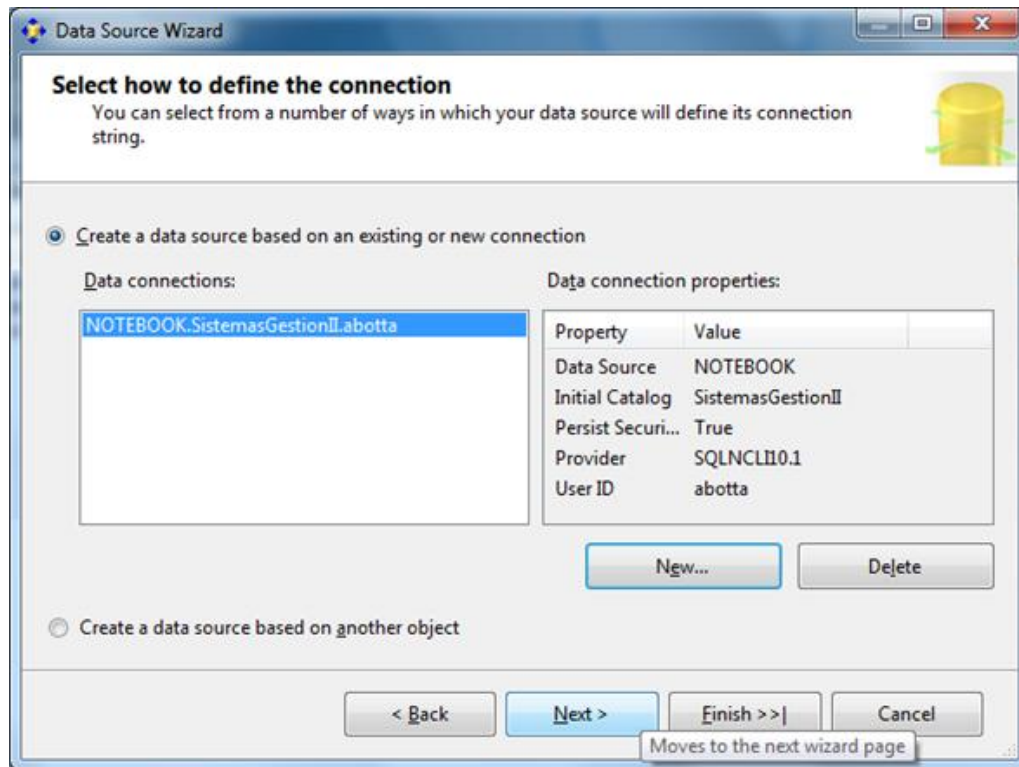 Data Source Wizard
Select how to define the connection
You can select from a number of ways in which your data source will define its connection
string.
Create a data source based on an existing or new connection
Data connections:
NOTEBOOK.SistemasGestionII.abotta
Data connection properties:
Property Value
Data Source NOTEBOOK
Initial Catalog SistemasGestionII
Persist Securi... True
Provider SQLNCLI10.1
User ID abotta
New... Delete
Create a data source based on another object
< Back Next > Finish >>| Cancel
Moves to the next wizard page